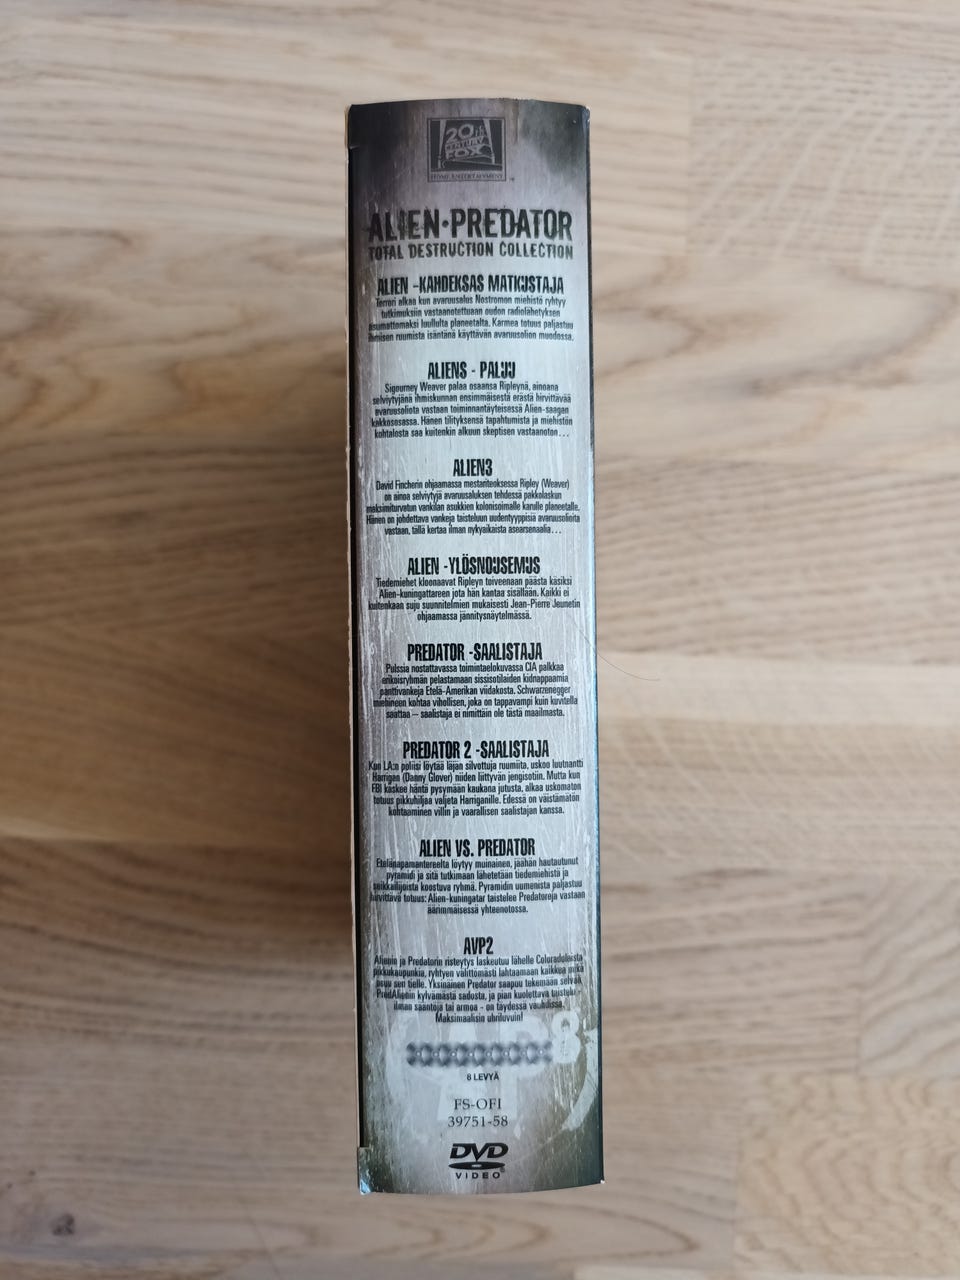 20th
CENTURY
FOX
HOME ENTERTAINMENT
ALIEN·PREDATOR
TOTAL DESTRUCTION COLLECTION
ALIEN -KAHDEKSAS MATKUSTAJA
Terrori alkaa kun avaruusalus Nostromon miehistö ryhtyy
tutkimuksiin vastaanotettuaan oudon radiolähetyksen
asumattomaksi luullulta planeetalta. Karmea totuus paljastuu
ihmisen ruumista isäntänä käyttävän avaruusolion muodossa.
ALIENS - PALUU
Sigourney Weaver palaa osaansa Ripleynä, ainoana
selviytyjänä ihmiskunnan ensimmäisestä erästä hirvittävää
avaruusoliota vastaan toiminnantäyteisessä Alien-saagan
kakkososassa. Hänen tilityksensä tapahtumista ja miehistön
kohtalosta saa kuitenkin alkuun skeptisen vastaanoton...
ALIEN3
David Fincherin ohjaamassa mestariteoksessa Ripley (Weaver)
on ainoa selviytyjä avaruusaluksen tehdessä pakkolaskun
maksimiturvatun vankilan asukkien kolonisoimalle karulle planeetalle.
Hänen on johdettava vankeja taisteluun uudentyyppisiä avaruusolioita
vastaan, tällä kertaa ilman nykyaikaista asearsenaalia...
ALIEN -YLÖSNOUSEMUS
Tiedemiehet kloonaavat Ripleyn toiveenaan päästä käsiksi
Alien-kuningattareen jota hän kantaa sisällään. Kaikki ei
kuitenkaan suju suunnitelmien mukaisesti Jean-Pierre Jeunetin
ohjaamassa jännitysnäytelmässä.
PREDATOR -SAALISTAJA
Pulssia nostattavassa toimintaelokuvassa CIA palkkaa
erikoisryhmän pelastamaan sissisotilaiden kidnappaamia
panttivankeja Etelä-Amerikan viidakosta. Schwarzenegger
miehineen kohtaa vihollisen, joka on tappavampi kuin kuvitella
saattaa – saalistaja ei nimittäin ole tästä maailmasta.
PREDATOR 2 -SAALISTAJA
Kun LA:n poliisi löytää läjän silvottuja ruumiita, uskoo luutnantti
Harrigan (Danny Glover) niiden liittyvän jengisotiin. Mutta kun
FBI käskee häntä pysymään kaukana jutusta, alkaa uskomaton
totuus pikkuhiljaa valjeta Harriganille. Edessä on väistämätön
kohtaaminen villin ja vaarallisen saalistajan kanssa.
ALIEN VS. PREDATOR
Etelänapamantereelta löytyy muinainen, jäähän hautautunut
pyramidi ja sitä tutkimaan lähetetään tiedemiehistä ja
seikkailijoista koostuva ryhmä. Pyramidin uumenista paljastuu
hirvittävä totuus: Alien-kuningatar taistelee Predatoreja vastaan
äärimmäisessä yhteenotossa.
AVP2
Alienin ja Predatorin risteytys laskeutuu lähelle Coloradolaista
pikkukaupunkia, ryhtyen välittömästi lahtaamaan kaikkea mikä
osuu sen tielle. Yksinäinen Predator saapuu tekemään selvää
PredAlienin kylvämästä sadosta, ja pian kuolettava taistelu -
ilman sääntöjä tai armoa - on täydessä vauhdissa.
Maksimaalisin uhriluvuin!
8 LEVYÄ
FS-OFI
39751-58
DVD
VIDEO